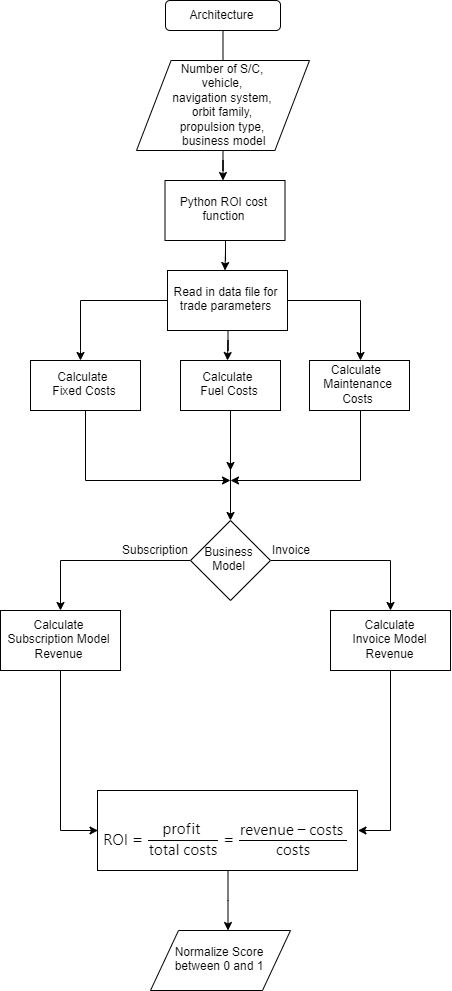 Architecture
Number of S/C,
vehicle,
navigation system,
orbit family,
propulsion type,
business model
Python ROI cost
function
Read in data file for
trade parameters
Calculate
Fixed Costs
Calculate
Fuel Costs
Calculate
Maintenance
Costs
Subscription
Business
Model
Invoice
Calculate
Subscription Model
Revenue
Calculate
Invoice Model
Revenue
ROI = profit / total costs = revenue − costs / costs
Normalize Score
between 0 and 1